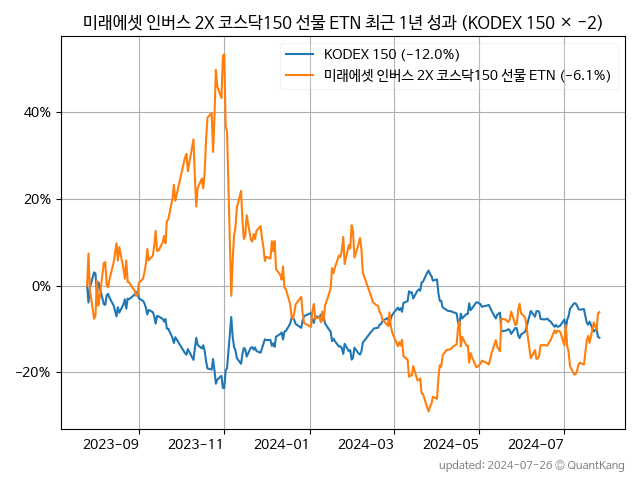 미래에셋 인버스 2X 코스닥150 선물 ETN 최근 1년 성과 (KODEX 150 × −2)
KODEX 150 (−12.0%)
미래에셋 인버스 2X 코스닥150 선물 ETN (−6.1%)
40%
20%
0%
−20%
2023−09
2023−11
2024−01
2024−03
2024−05
2024−07
updated: 2024-07-26 © QuantKang